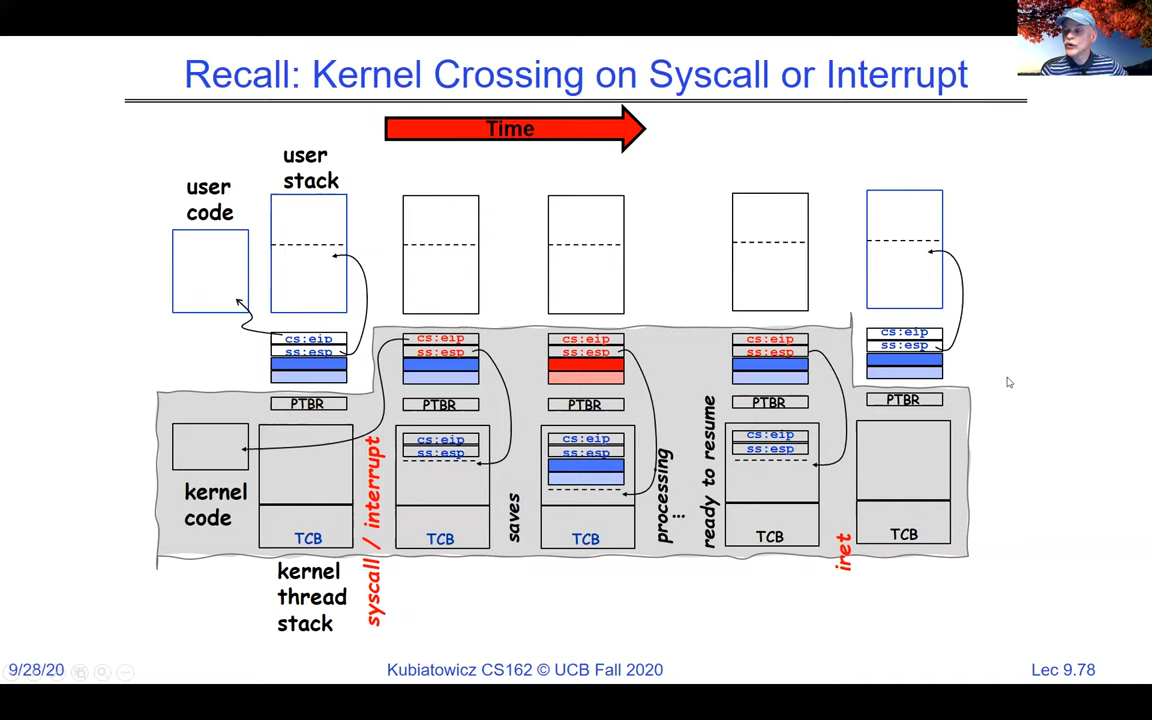 Recall: Kernel Crossing on Syscall or Interrupt
Time
user
stack
user
code
cs:eip
ss:esp
cs:eip
ss:esp
cs:eip
ss:esp
cs:eip
ss:esp
cs:eip
ss:esp
PTBR
PTBR
PTBR
PTBR
PTBR
cs:eip
ss:esp
cs:eip
ss:esp
cs:eip
ss:esp
kernel
code
syscall / interrupt
saves
processing
...
ready to resume
iret
TCB
TCB
TCB
TCB
TCB
kernel
thread
stack
9/28/20
Kubiatowicz CS162 © UCB Fall 2020
Lec 9.78